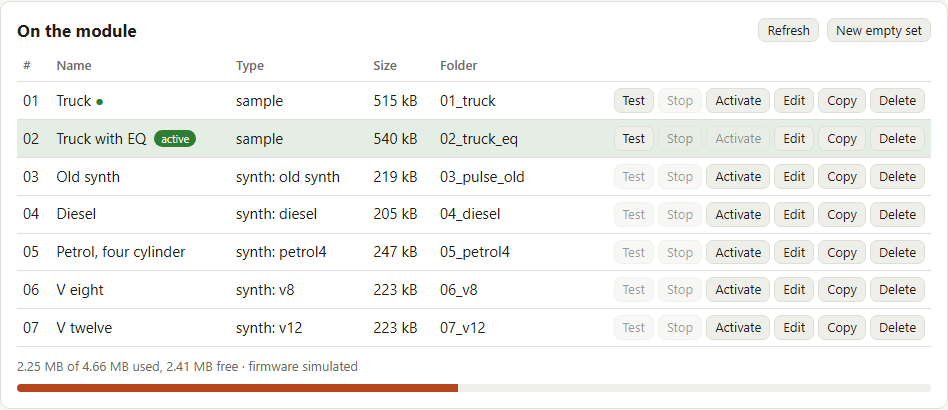 On the module Refresh New empty set
# Name Type Size Folder
01 Truck sample 515 kB 01_truck Test Stop Activate Edit Copy Delete
02 Truck with EQ active sample 540 kB 02_truck_eq Test Stop Activate Edit Copy Delete
03 Old synth synth: old synth 219 kB 03_pulse_old Test Stop Activate Edit Copy Delete
04 Diesel synth: diesel 205 kB 04_diesel Test Stop Activate Edit Copy Delete
05 Petrol, four cylinder synth: petrol4 247 kB 05_petrol4 Test Stop Activate Edit Copy Delete
06 V eight synth: v8 223 kB 06_v8 Test Stop Activate Edit Copy Delete
07 V twelve synth: v12 223 kB 07_v12 Test Stop Activate Edit Copy Delete
2.25 MB of 4.66 MB used, 2.41 MB free · firmware simulated